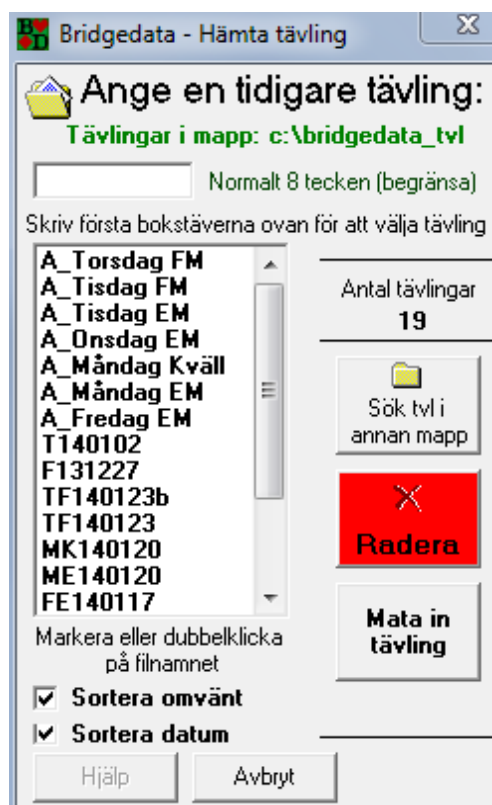 Bridgedata - Hämta tävling
Ange en tidigare tävling:
Tävlingar i mapp: c:\bridgedata_tvl
Normalt 8 tecken (begränsa)
Skriv första bokstäverna ovan för att välja tävling
A_Torsdag FM
A_Tisdag FM
A_Tisdag EM
A_Onsdag EM
A_Måndag Kväll
A_Måndag EM
A_Fredag EM
T140102
F131227
TF140123b
TF140123
MK140120
ME140120
FE140117
Antal tävlingar
19
Sök tvl i
annan mapp
Radera
Mata in
tävling
Markera eller dubbelklicka
på filnamnet
Sortera omvänt
Sortera datum
Hjälp
Avbryt